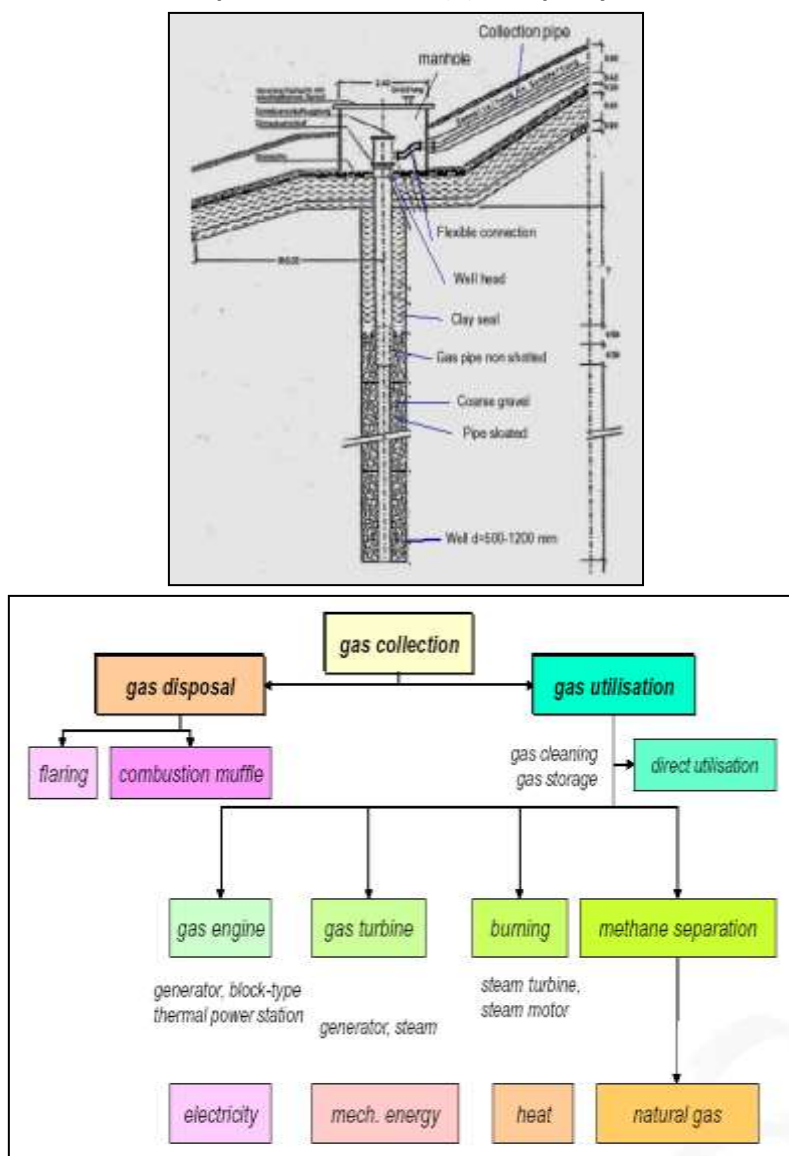 Collection pipe
manhole
Flexible connection
Well head
Clay seal
Gas pipe non slotted
Coarse gravel
Pipe sloated
Well d=500-1200 mm
gas collection
gas disposal
gas utilisation
flaring
combustion muffle
gas cleaning
gas storage
direct utilisation
gas engine
gas turbine
burning
methane separation
generator, block-type
thermal power station
generator, steam
steam turbine,
steam motor
electricity
mech. energy
heat
natural gas